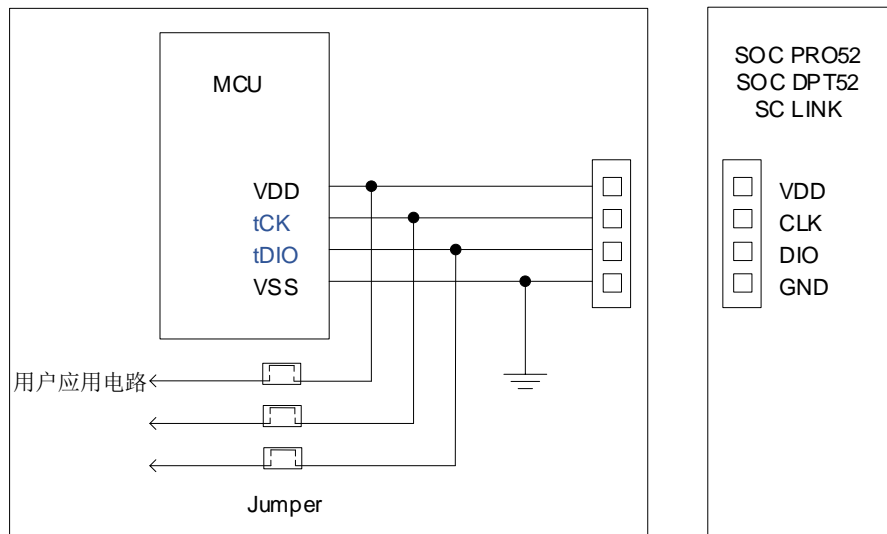 MCU
VDD
tCK
tDIO
VSS
用户应用电路
Jumper
SOC PRO52
SOC DPT52
SC LINK
VDD
CLK
DIO
GND